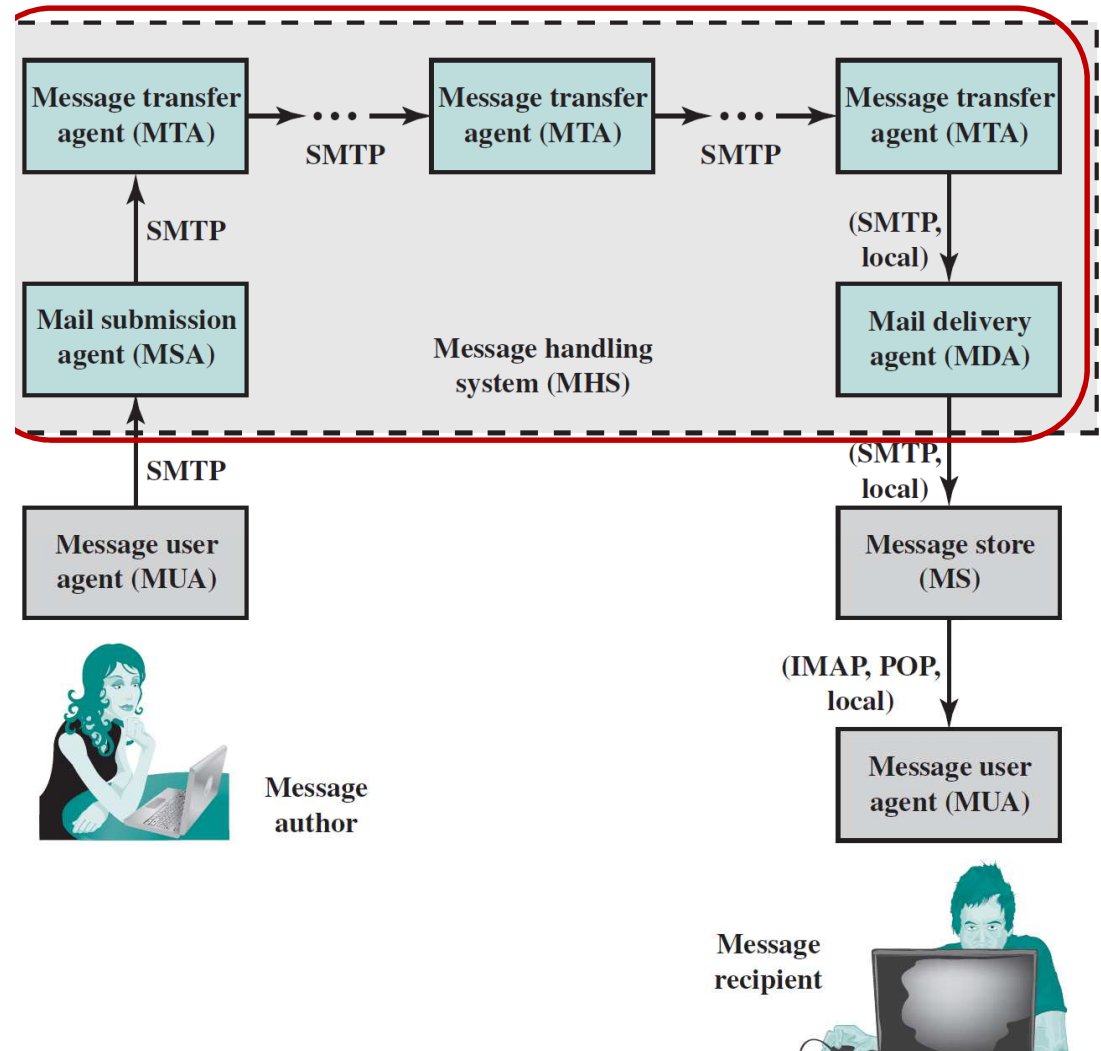 Message transfer
agent (MTA)
Message transfer
agent (MTA)
Message transfer
agent (MTA)
SMTP
SMTP
SMTP
(SMTP,
local)
Mail submission
agent (MSA)
Message handling
system (MHS)
Mail delivery
agent (MDA)
SMTP
(SMTP,
local)
Message user
agent (MUA)
Message store
(MS)
(IMAP, POP,
local)
Message
author
Message user
agent (MUA)
Message
recipient